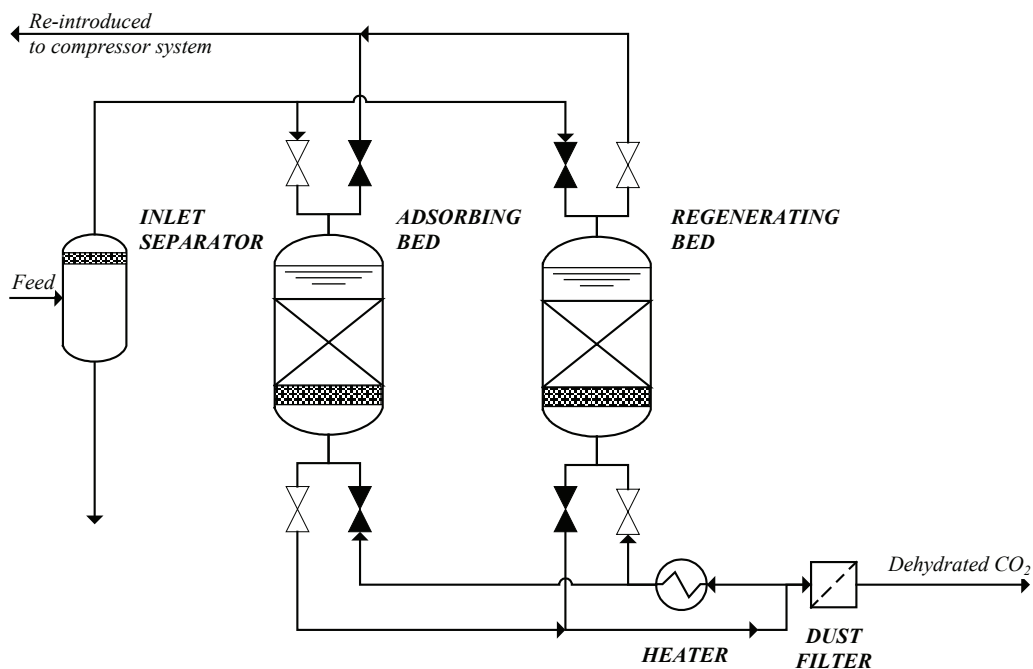 Re-introduced
to compressor system
INLET
SEPARATOR
ADSORBING
BED
REGENERATING
BED
Feed
Dehydrated CO₂
HEATER
DUST
FILTER